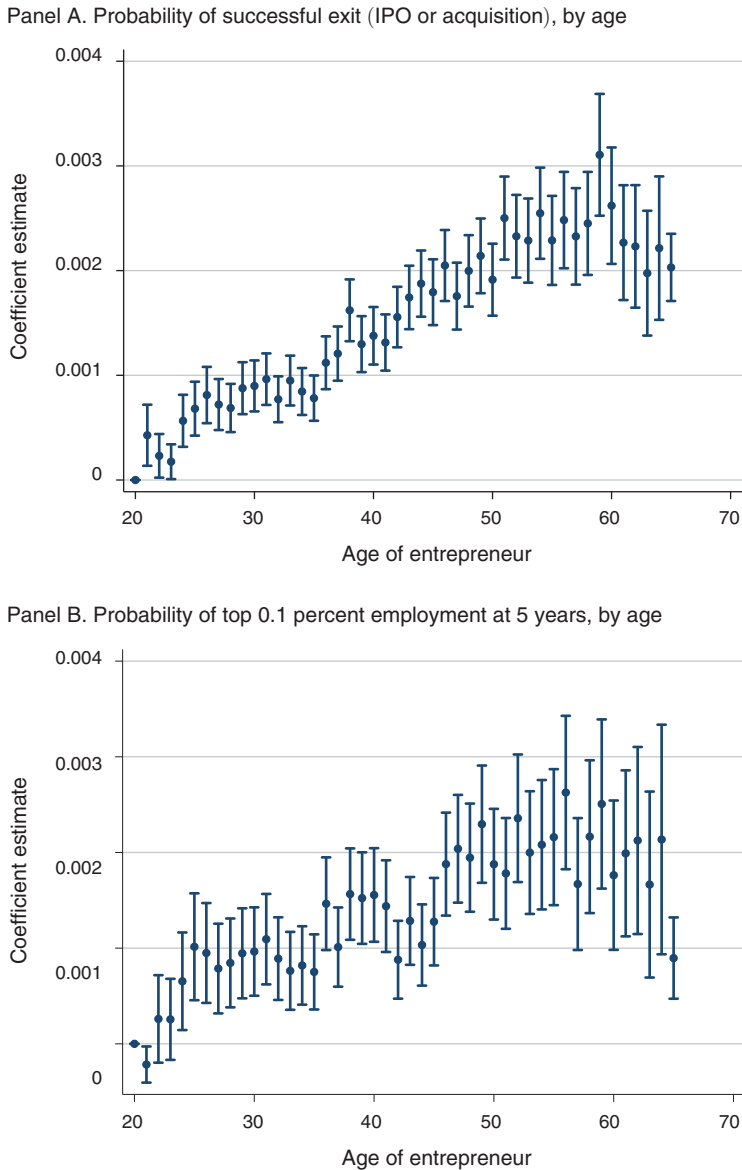 Panel A. Probability of successful exit (IPO or acquisition), by age
0.004
0.003
0.002
0.001
0
Coefficient estimate
20 30 40 50 60 70
Age of entrepreneur
Panel B. Probability of top 0.1 percent employment at 5 years, by age
0.004
0.003
0.002
0.001
0
Coefficient estimate
20 30 40 50 60 70
Age of entrepreneur